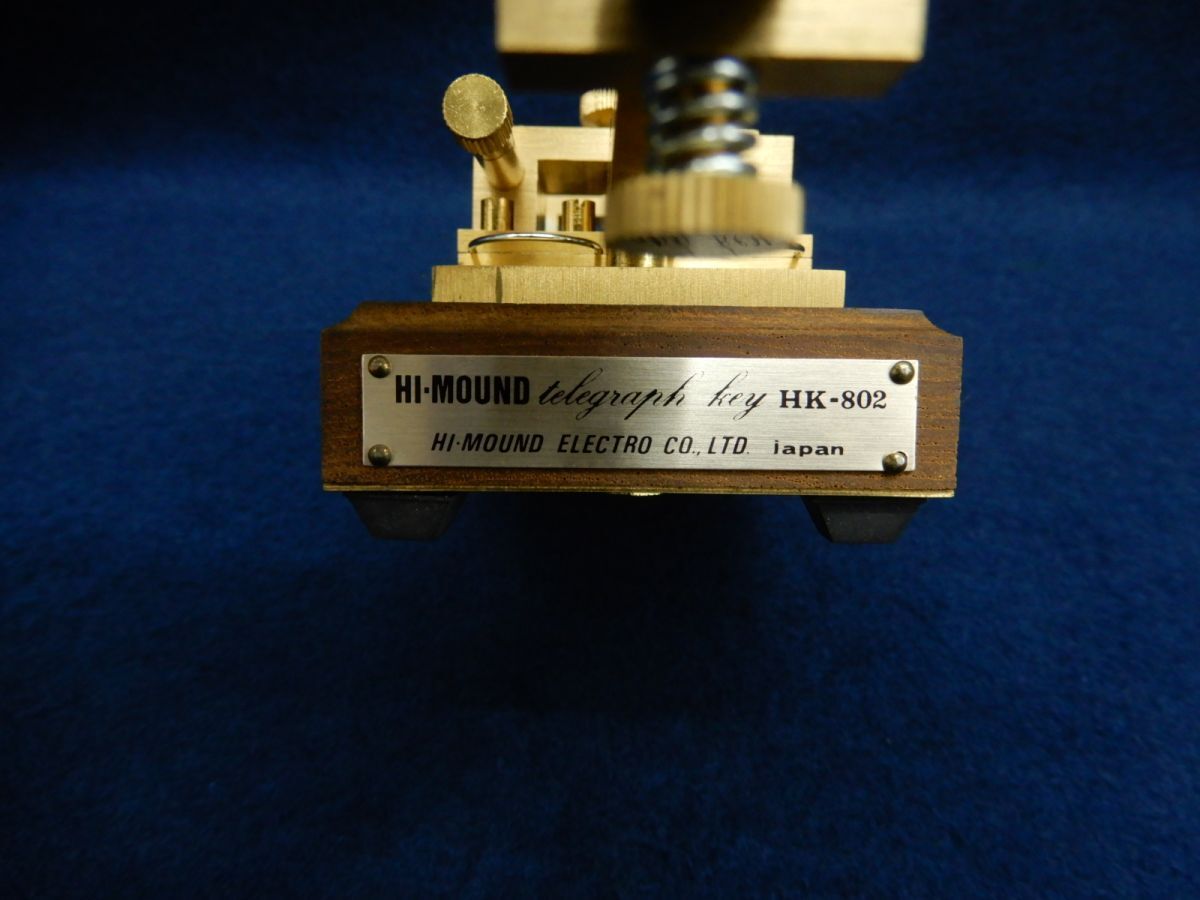 HI·MOUND telegraph key HK-802
HI·MOUND ELECTRO CO., LTD. japan